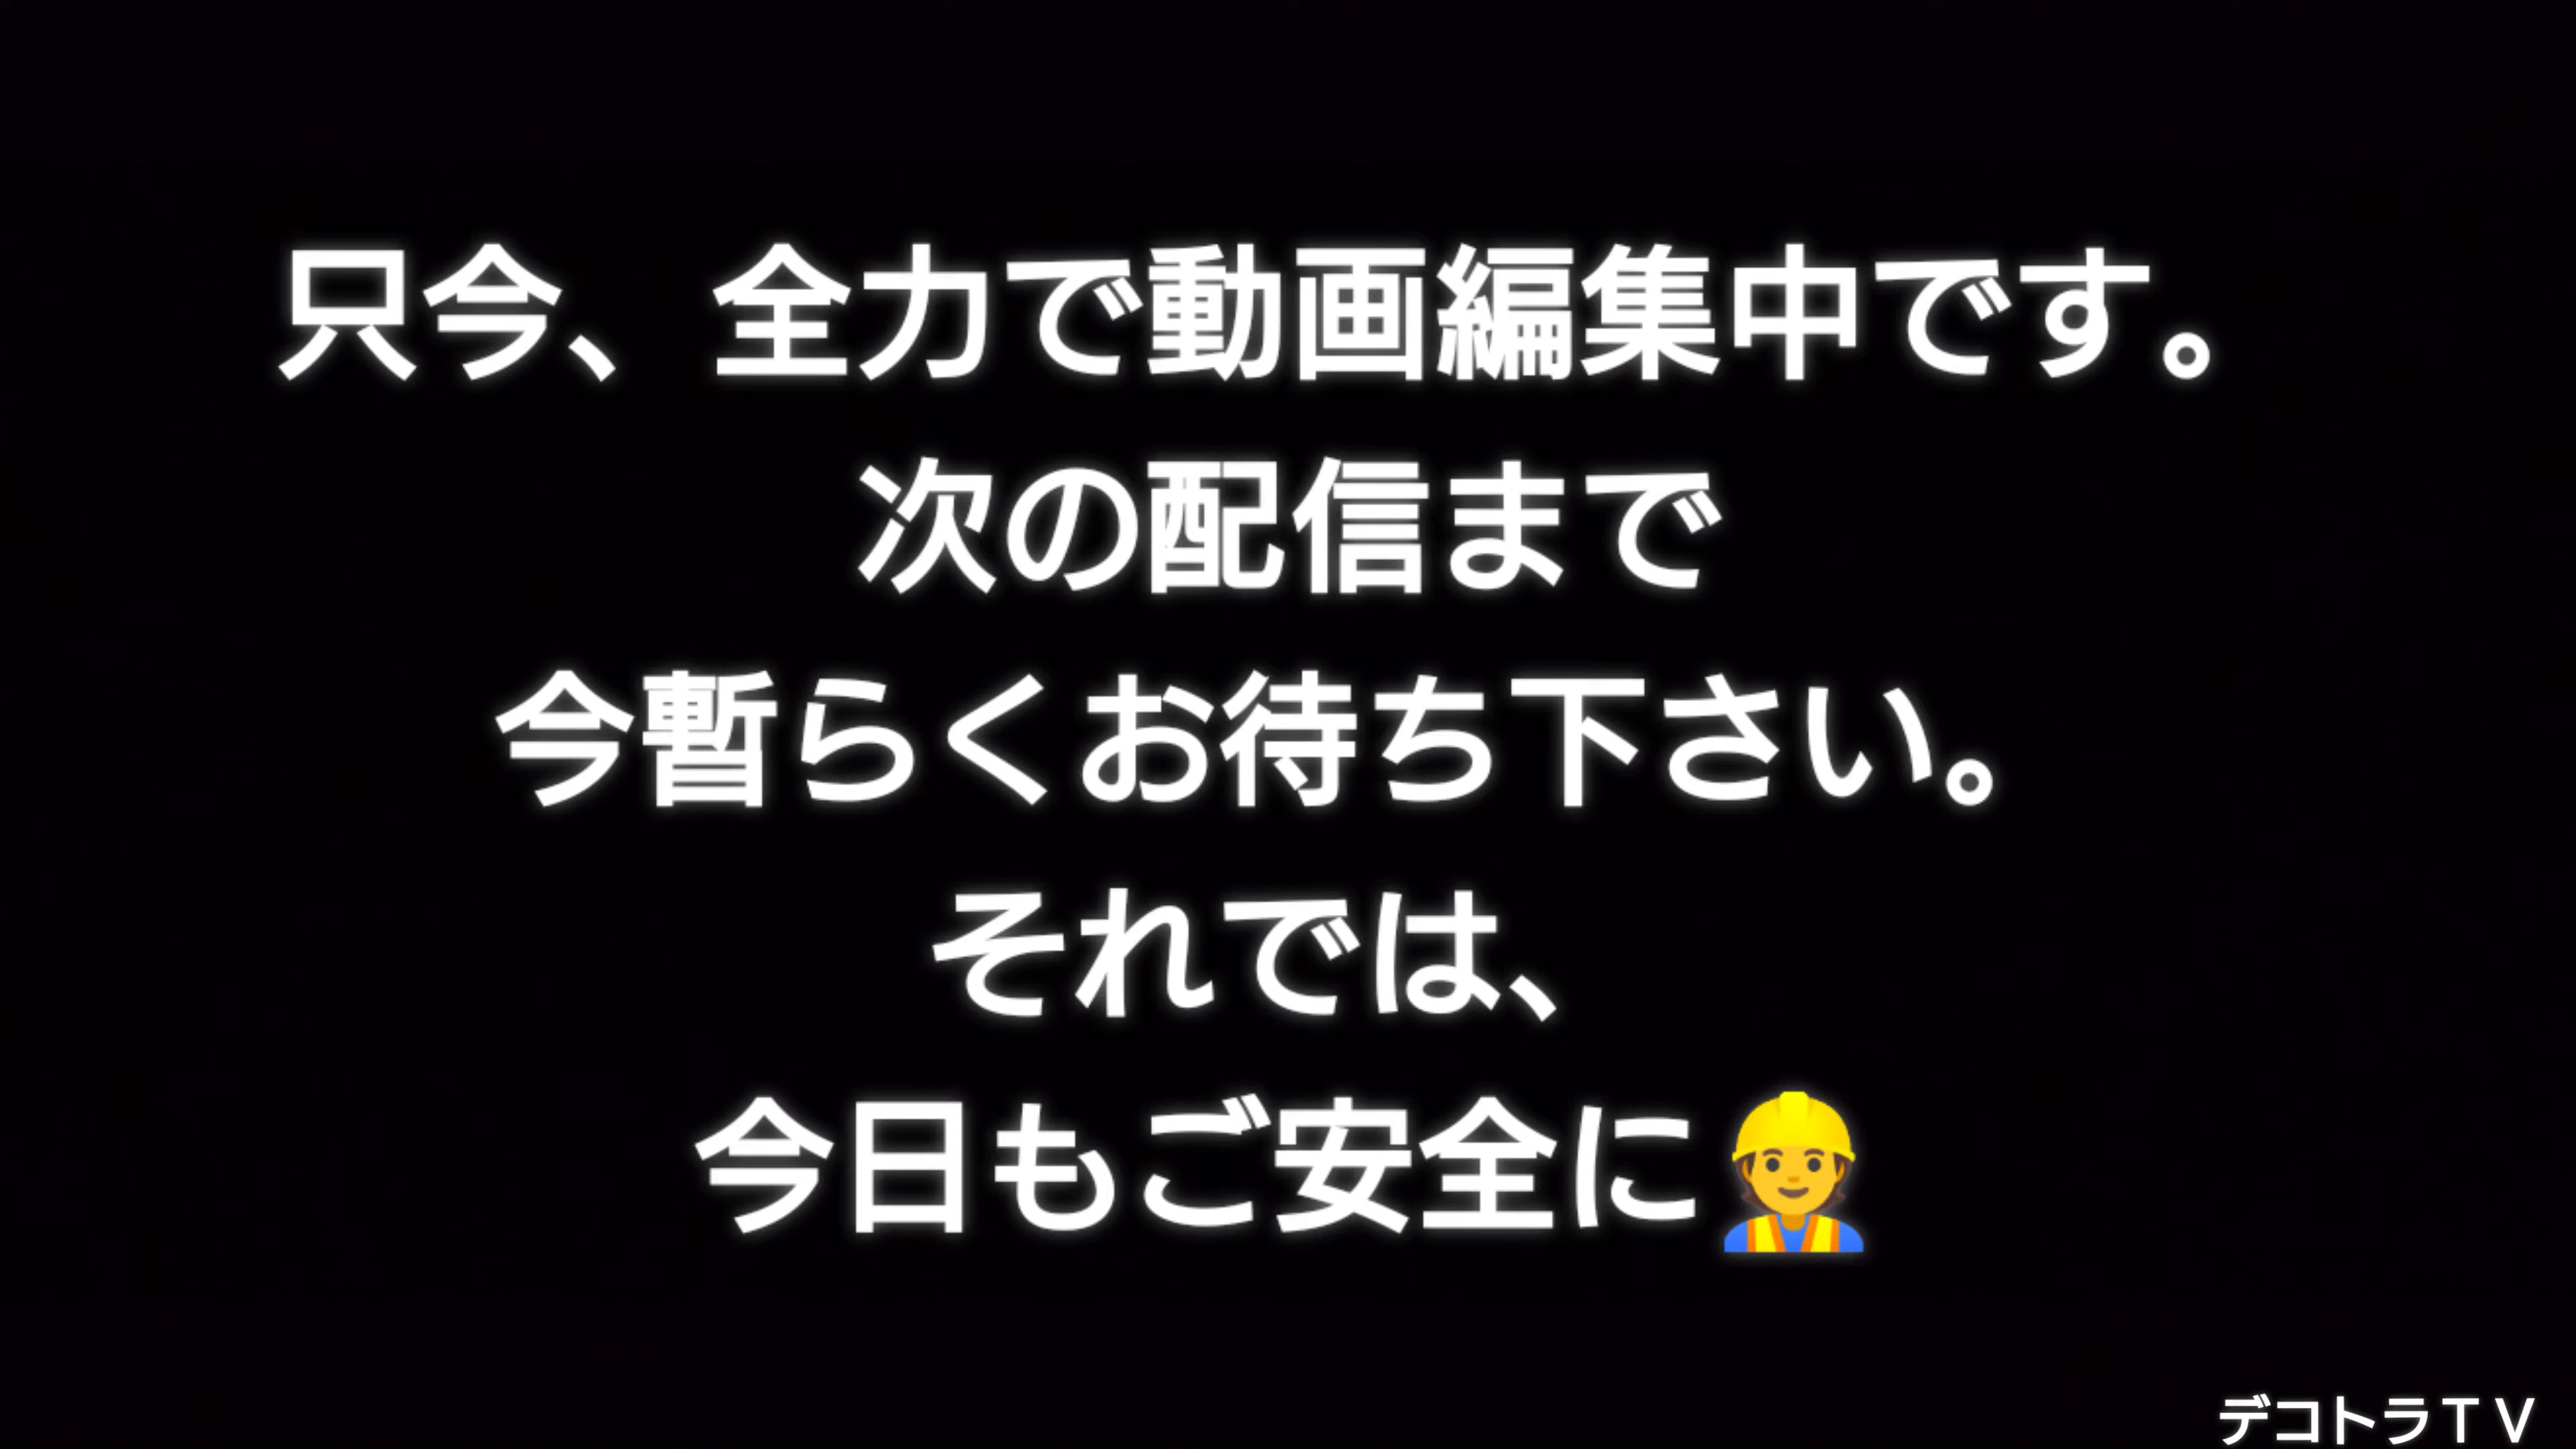 只今、全力で動画編集中です。
次の配信まで
今暫らくお待ち下さい。
それでは、
今日もご安全に👷
デコトラＴＶ